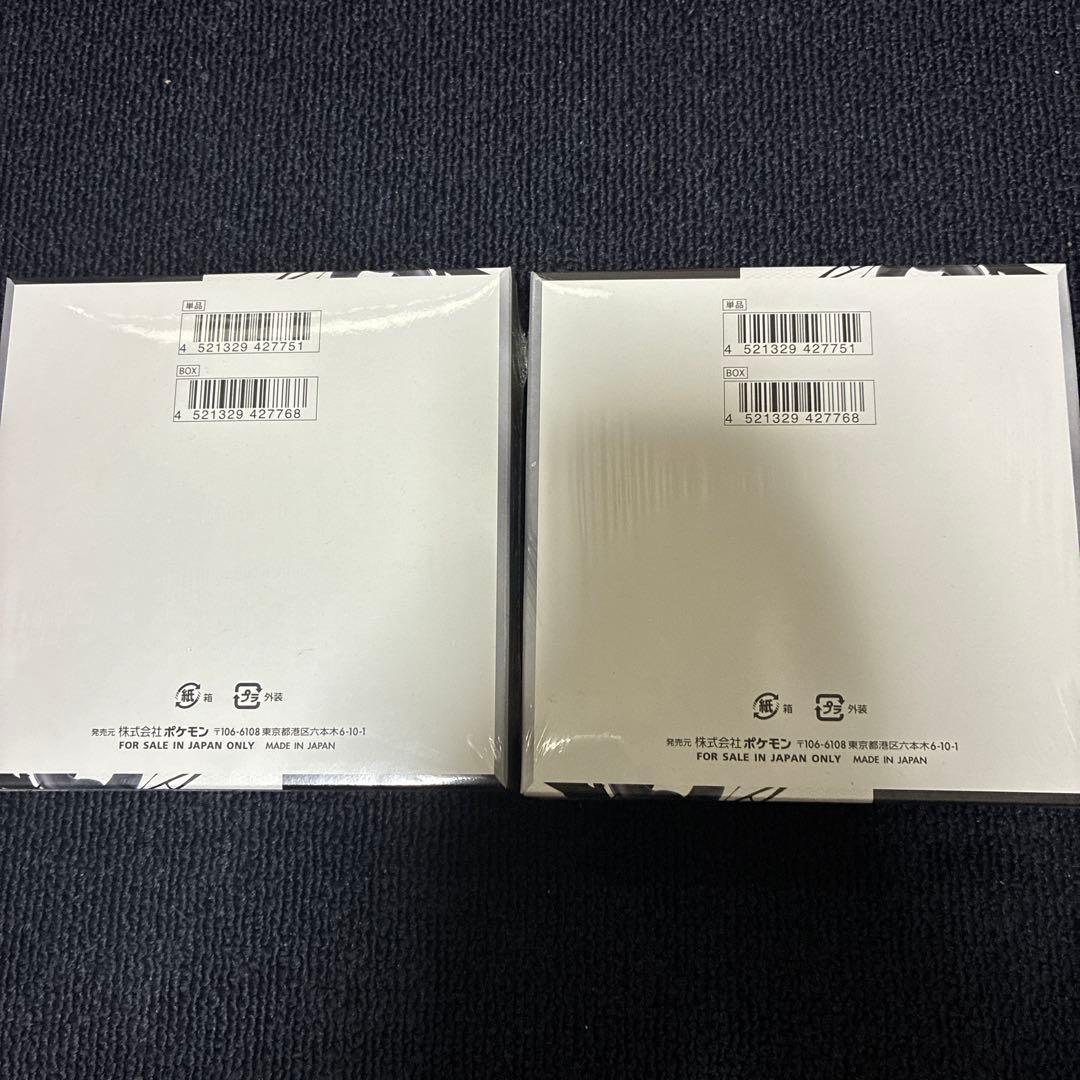 単品
4 521329 427751
BOX
4 521329 427768
紙 箱 プラ 外装
発売元 株式会社ポケモン 〒106-6108 東京都港区六本木6-10-1
FOR SALE IN JAPAN ONLY MADE IN JAPAN
単品
4 521329 427751
BOX
4 521329 427768
紙 箱 プラ 外装
発売元 株式会社ポケモン 〒106-6108 東京都港区六本木6-10-1
FOR SALE IN JAPAN ONLY MADE IN JAPAN